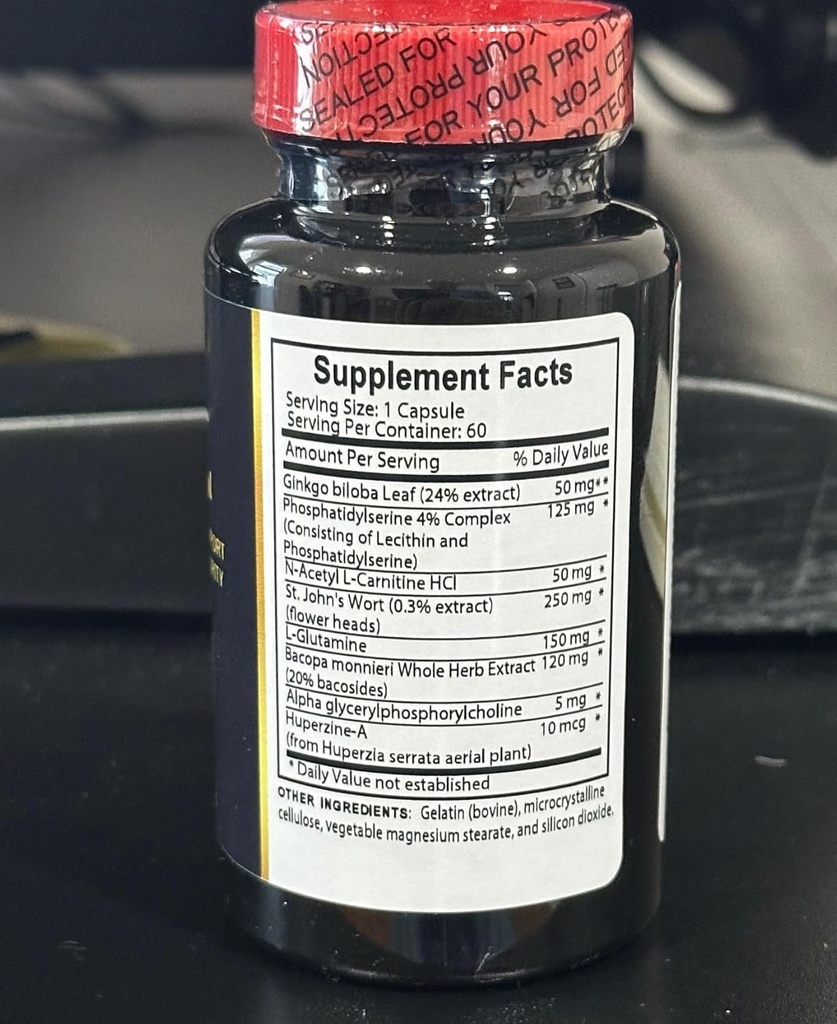 SEALED FOR
FOR YOUR PROTE
Supplement Facts
Serving Size: 1 Capsule
Serving Per Container: 60
Amount Per Serving % Daily Value
Ginkgo biloba Leaf (24% extract) 50 mg**
Phosphatidylserine 4% Complex 125 mg *
(Consisting of Lecithin and
Phosphatidylserine)
N-Acetyl L-Carnitine HCl 50 mg *
St. John's Wort (0.3% extract) 250 mg *
(flower heads)
L-Glutamine 150 mg *
Bacopa monnieri Whole Herb Extract 120 mg *
(20% bacosides)
Alpha glycerylphosphorylcholine 5 mg *
Huperzine-A 10 mcg *
(from Huperzia serrata aerial plant)
* Daily Value not established
OTHER INGREDIENTS: Gelatin (bovine), microcrystalline
cellulose, vegetable magnesium stearate, and silicon dioxide.